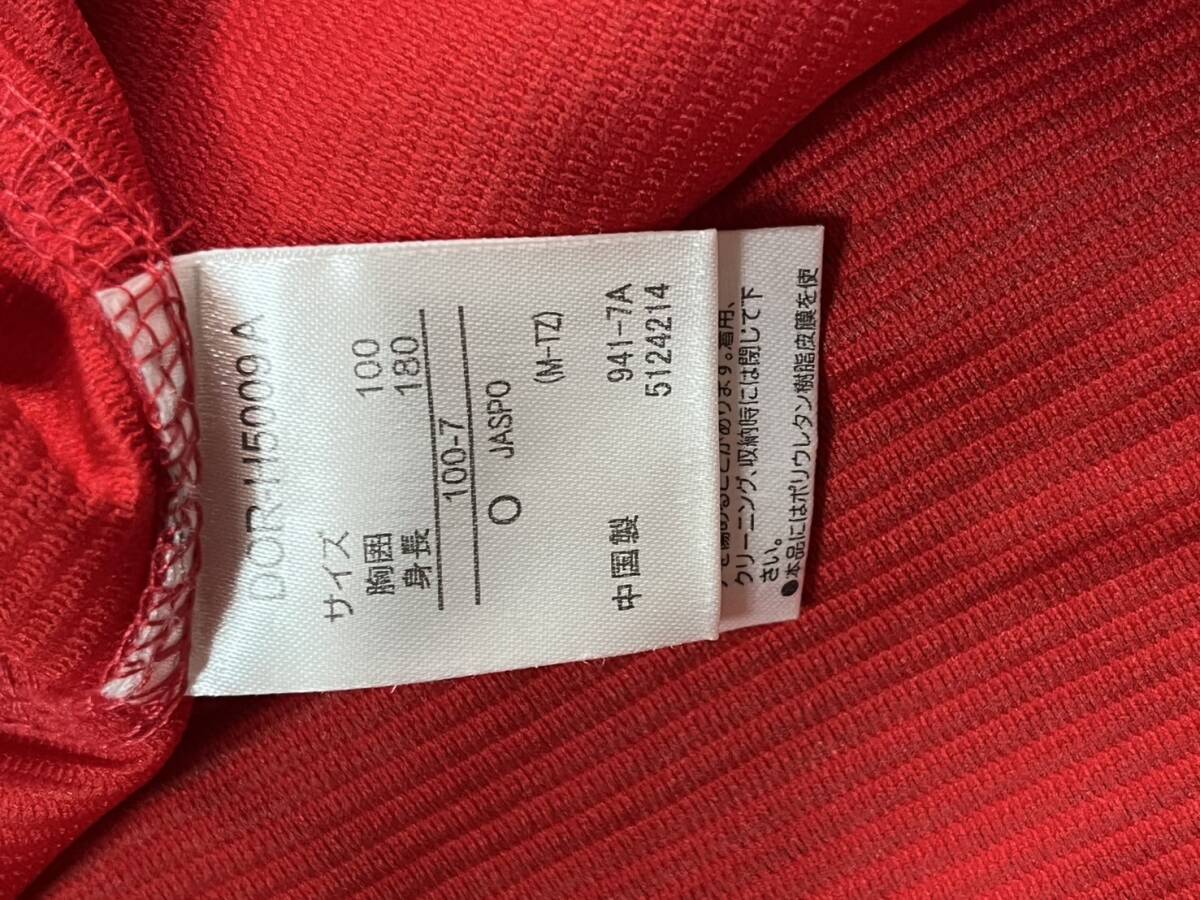 DOR-U5009A
サイズ
胸囲 100
身長 180
100-7
O JASPO
(M-TZ)
941-7A
中国製 5124214
クリーニング、収納時には閉じて下
さい。
●本品にはポリウレタン樹脂皮膜を使